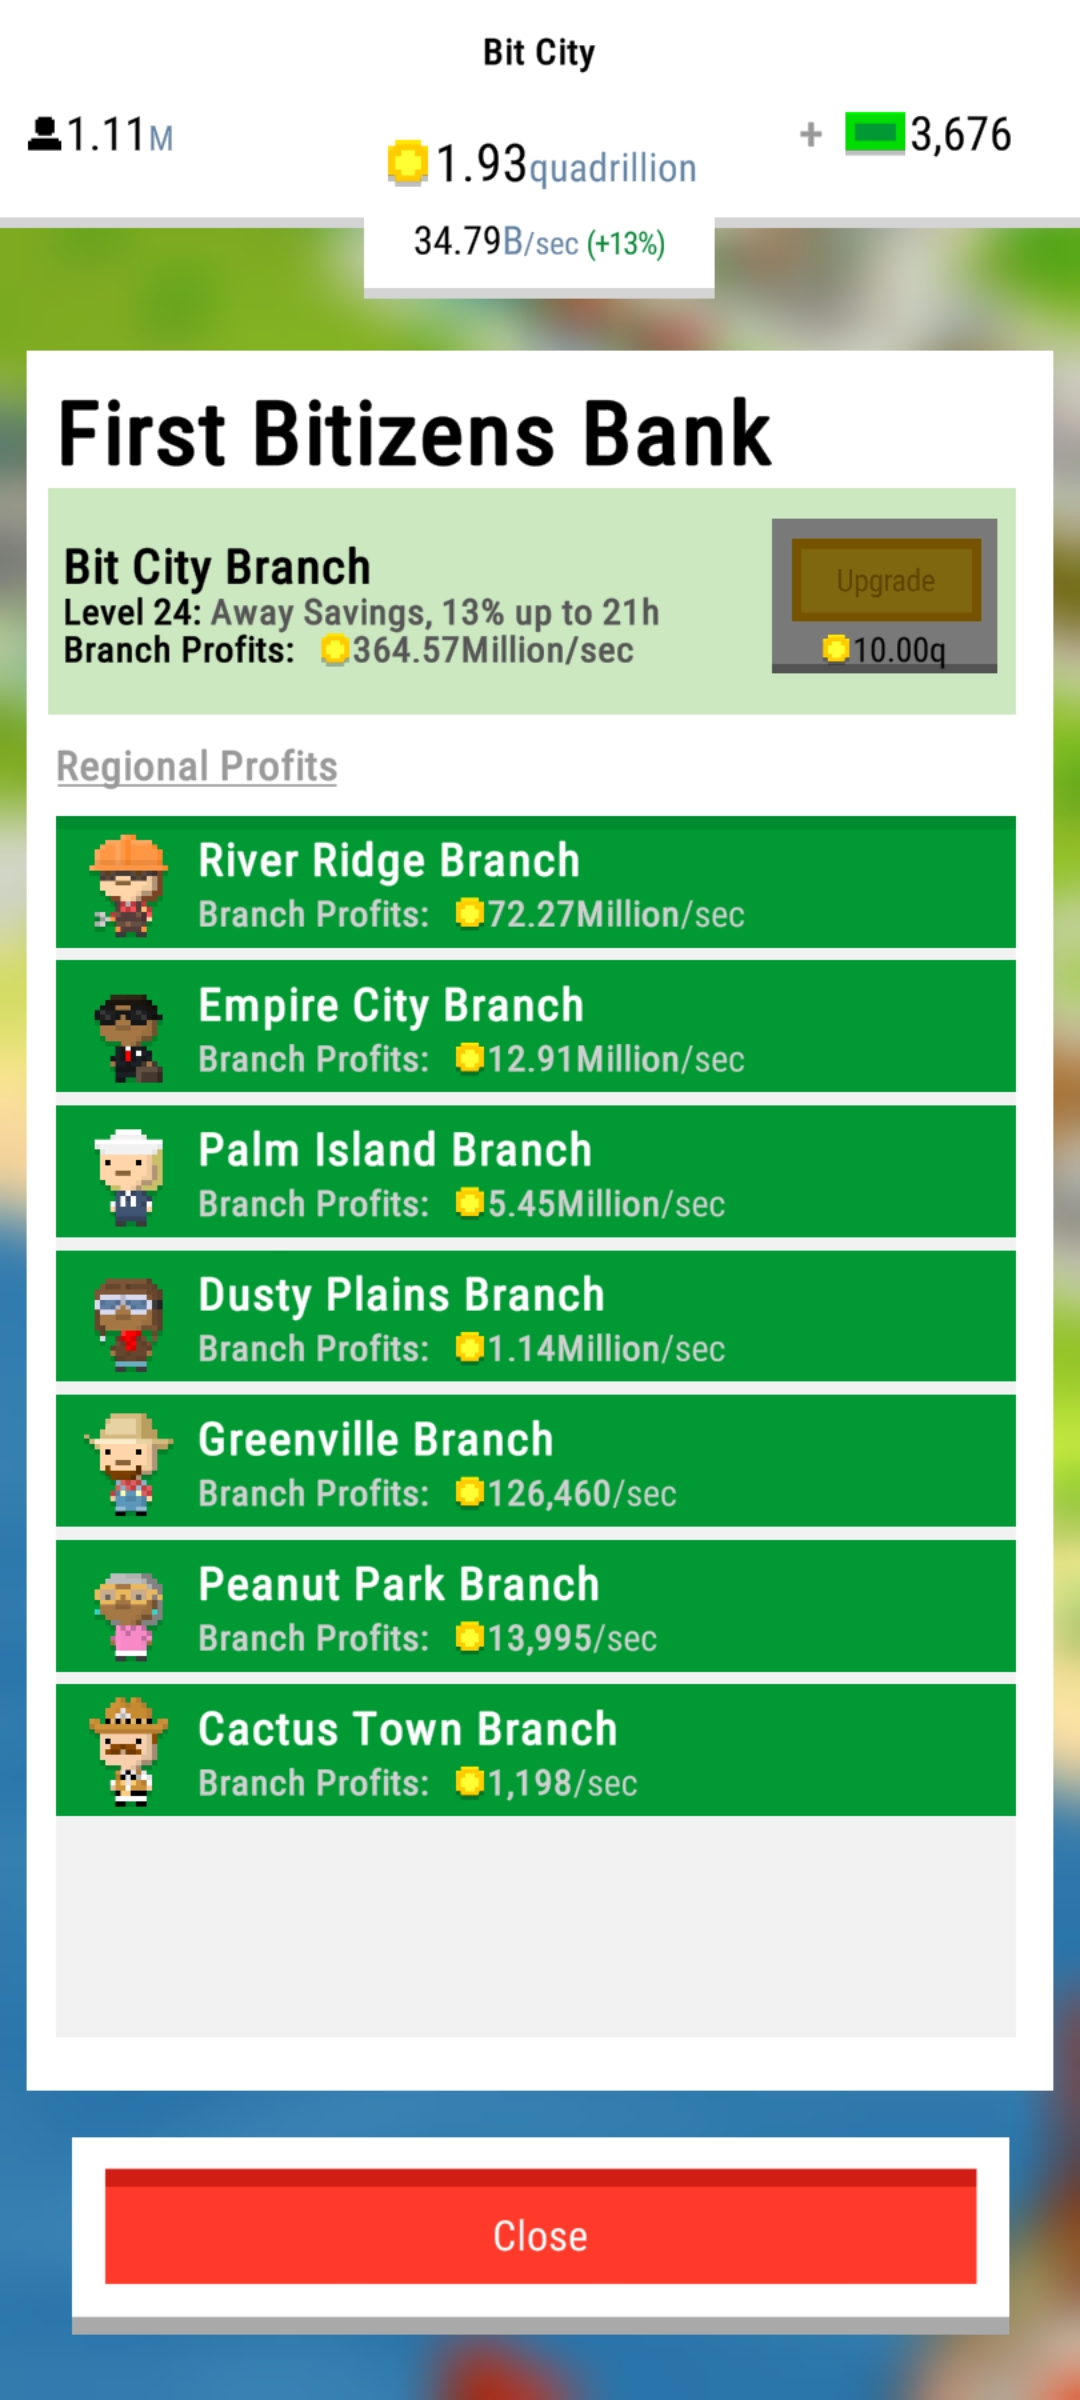 Bit City
1.11M
1.93quadrillion
+ 3,676
34.79B/sec (+13%)
First Bitizens Bank
Bit City Branch
Level 24: Away Savings, 13% up to 21h
Branch Profits: 364.57Million/sec
Upgrade
10.00q
Regional Profits
River Ridge Branch
Branch Profits: 72.27Million/sec
Empire City Branch
Branch Profits: 12.91Million/sec
Palm Island Branch
Branch Profits: 5.45Million/sec
Dusty Plains Branch
Branch Profits: 1.14Million/sec
Greenville Branch
Branch Profits: 126,460/sec
Peanut Park Branch
Branch Profits: 13,995/sec
Cactus Town Branch
Branch Profits: 1,198/sec
Close